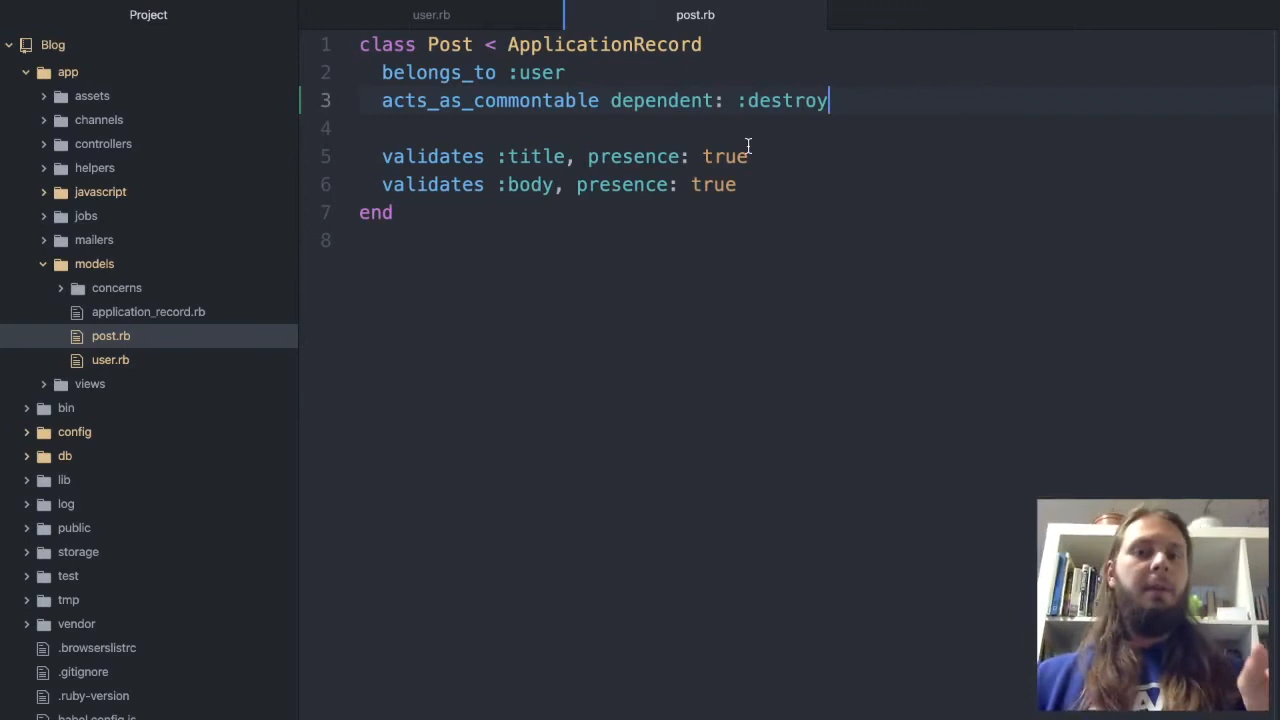 Project
Blog
app
assets
channels
controllers
helpers
javascript
jobs
mailers
models
concerns
application_record.rb
post.rb
user.rb
views
bin
config
db
lib
log
public
storage
test
tmp
vendor
.browserslistrc
.gitignore
.ruby-version
babel.config.js
user.rb
post.rb
1 class Post < ApplicationRecord
2 belongs_to :user
3 acts_as_commontable dependent: :destroy
4
5 validates :title, presence: true
6 validates :body, presence: true
7 end
8